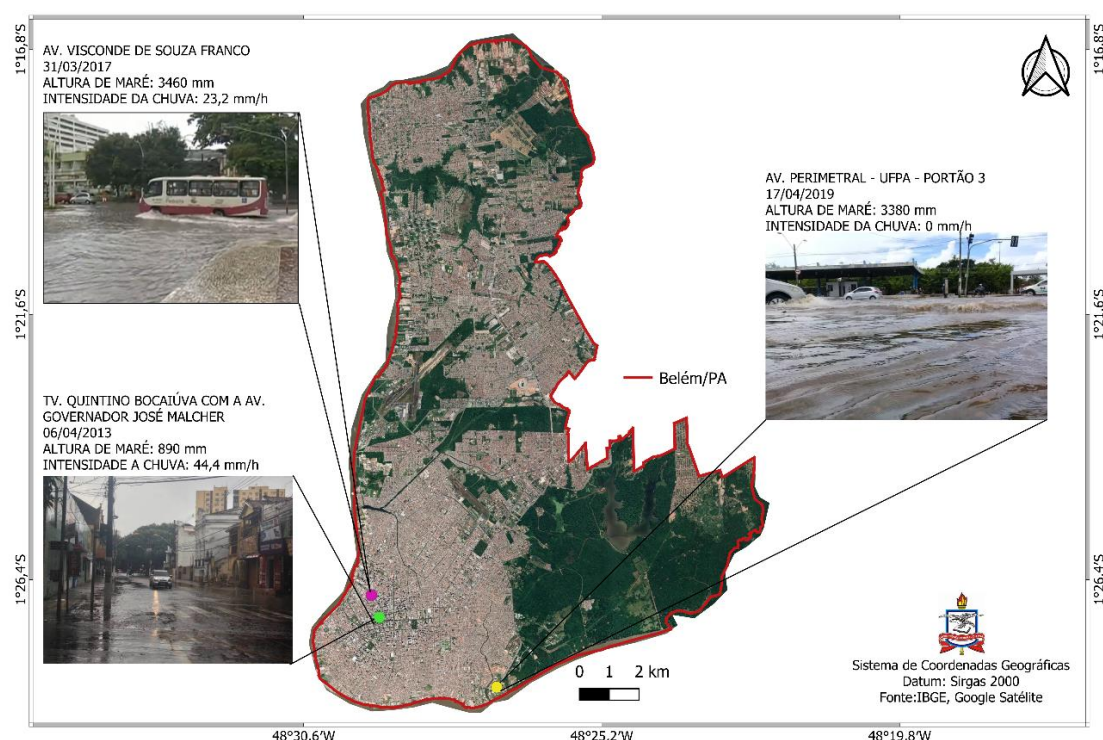 AV. VISCONDE DE SOUZA FRANCO
31/03/2017
ALTURA DE MARÉ: 3460 mm
INTENSIDADE DA CHUVA: 23,2 mm/h
TV. QUINTINO BOCAIÚVA COM A AV.
GOVERNADOR JOSÉ MALCHER
06/04/2013
ALTURA DE MARÉ: 890 mm
INTENSIDADE A CHUVA: 44,4 mm/h
AV. PERIMETRAL - UFPA - PORTÃO 3
17/04/2019
ALTURA DE MARÉ: 3380 mm
INTENSIDADE DA CHUVA: 0 mm/h
Belém/PA
0 1 2 km
Sistema de Coordenadas Geográficas
Datum: Sirgas 2000
Fonte:IBGE, Google Satélite
1°16.8'S
1°21.6'S
1°26.4'S
1°16.8'S
1°21.6'S
1°26.4'S
48°30.6'W
48°25.2'W
48°19.8'W